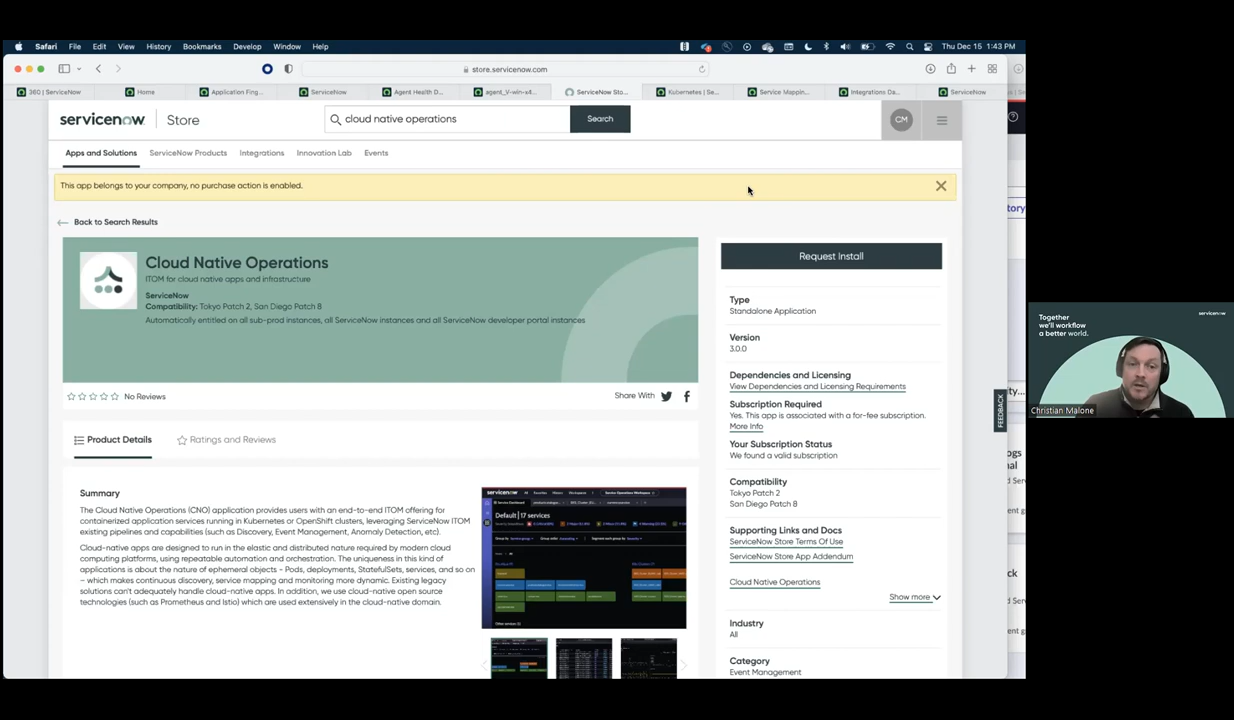 Safari File Edit View History Bookmarks Develop Window Help
Thu Dec 15 1:43 PM
store.servicenow.com
360 | ServiceNow
Home
Application Fing...
ServiceNow
Agent Health D...
agent_V-win-x4...
ServiceNow Sto...
Kubernetes | Se...
Service Mappin...
Integrations Da...
ServiceNow
servicenow
Store
cloud native operations
Search
CM
Apps and Solutions
ServiceNow Products
Integrations
Innovation Lab
Events
This app belongs to your company, no purchase action is enabled.
Back to Search Results
Cloud Native Operations
ITOM for cloud native apps and infrastructure
ServiceNow
Compatibility: Tokyo Patch 2, San Diego Patch 8
Automatically entitled on all sub-prod instances, all ServiceNow instances and all ServiceNow developer portal instances
No Reviews
Share With
Product Details
Ratings and Reviews
Summary
The Cloud Native Operations (CNO) application provides users with an end-to-end ITOM offering for
containerized application services running in Kubernetes or OpenShift clusters, leveraging ServiceNow ITOM
existing pipelines and capabilities (such as Discovery, Event Management, Anomaly Detection, etc).
Cloud-native apps are designed to run in the elastic and distributed nature required by modern cloud
computing platforms, using repeatable automation and orchestration. The uniqueness in this kind of
applications is about the nature of ephemeral objects - Pods, deployments, StatefulSets, services, and so on
– which makes continuous discovery, service mapping and monitoring more dynamic. Existing legacy
solutions can't adequately handle cloud-native apps. In addition, we use cloud-native open source
technologies (such as Prometheus and Istio) which are used extensively in the cloud-native domain.
servicenow
Default | 17 services
Request Install
Type
Standalone Application
Version
3.0.0
Dependencies and Licensing
View Dependencies and Licensing Requirements
Subscription Required
Yes. This app is associated with a for-fee subscription.
More Info
Your Subscription Status
We found a valid subscription
Compatibility
Tokyo Patch 2
San Diego Patch 8
Supporting Links and Docs
ServiceNow Store Terms Of Use
ServiceNow Store App Addendum
Cloud Native Operations
Show more
Industry
All
Category
Event Management
FEEDBACK
Together
we'll workflow
a better world.
servicenow
Christian Malone